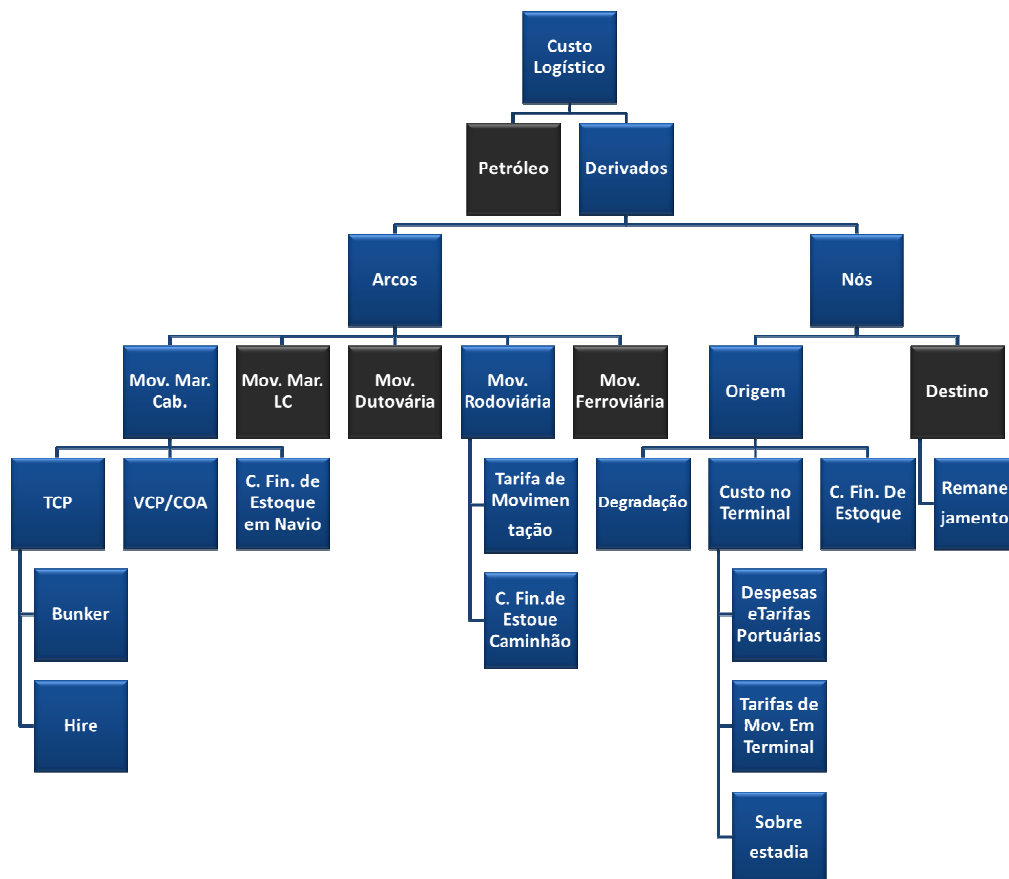 Custo
Logístico
Petróleo
Derivados
Arcos
Nós
Mov. Mar.
Cab.
Mov. Mar.
LC
Mov.
Dutovária
Mov.
Rodoviária
Mov.
Ferroviária
Origem
Destino
TCP
VCP/COA
C. Fin. de
Estoque
em Navio
Tarifa de
Movimen
tação
Degradação
Custo no
Terminal
C. Fin. De
Estoque
Remane
jamento
Bunker
C. Fin.de
Estoue
Caminhão
Despesas
eTarifas
Portuárias
Hire
Tarifas de
Mov. Em
Terminal
Sobre
estadia